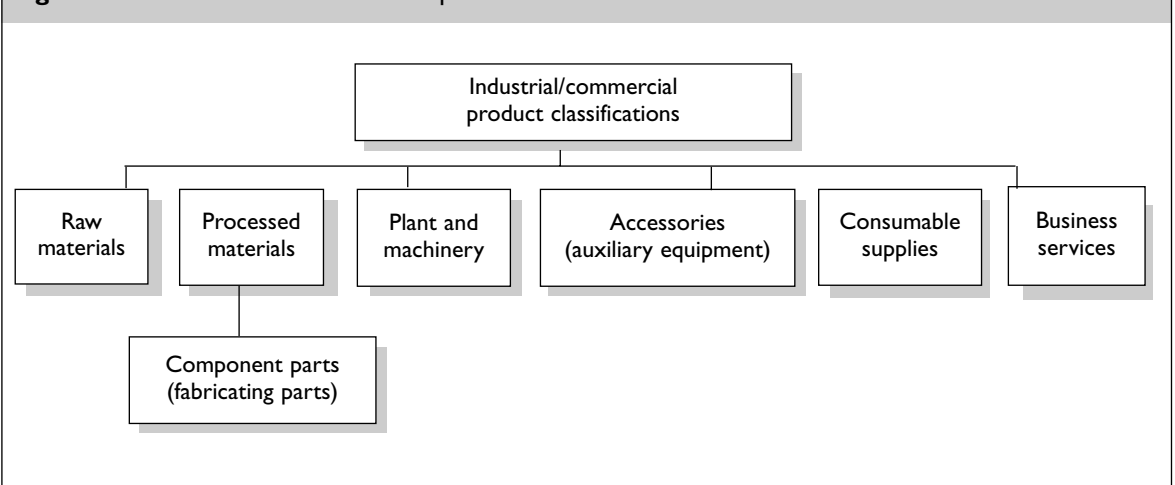 Industrial/commercial
product classifications
Raw
materials
Processed
materials
Plant and
machinery
Accessories
(auxiliary equipment)
Consumable
supplies
Business
services
Component parts
(fabricating parts)